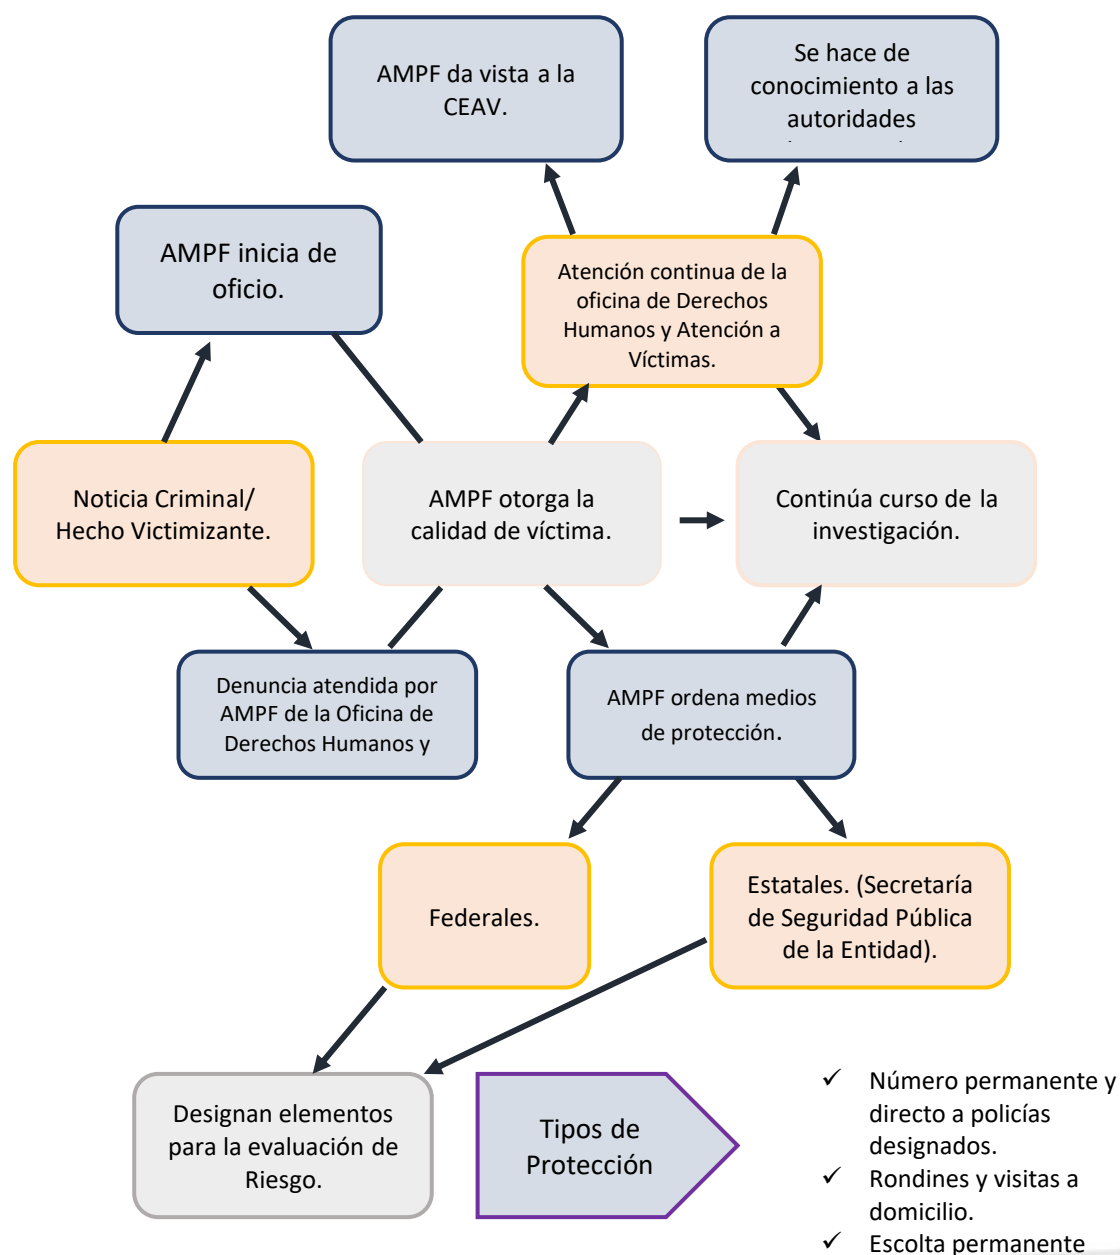 AMPF da vista a la
CEAV.
Se hace de
conocimiento a las
autoridades
AMPF inicia de
oficio.
Atención continua de la
oficina de Derechos
Humanos y Atención a
Víctimas.
Noticia Criminal/
Hecho Victimizante.
AMPF otorga la
calidad de víctima.
Continúa curso de la
investigación.
Denuncia atendida por
AMPF de la Oficina de
Derechos Humanos y
AMPF ordena medios
de protección.
Federales.
Estatales. (Secretaría
de Seguridad Pública
de la Entidad).
Designan elementos
para la evaluación de
Riesgo.
Tipos de
Protección
✓ Número permanente y
directo a policías
designados.
✓ Rondines y visitas a
domicilio.
✓ Escolta permanente